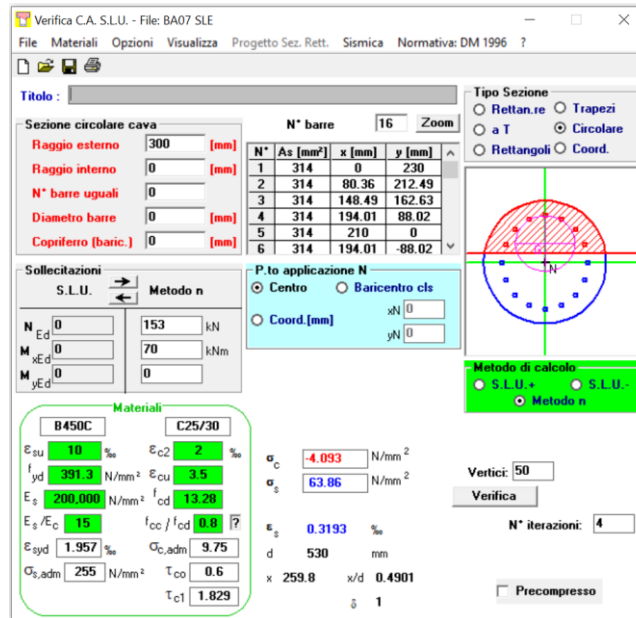 Verifica C.A. S.L.U. - File: BA07 SLE
File Materiali Opzioni Visualizza Progetto Sez. Rett. Sismica Normativa: DM 1996 ?
Titolo :
Tipo Sezione
Rettan.re Trapezi
a T Circolare
Rettangoli Coord.
Sezione circolare cava
Raggio esterno 300 [mm]
Raggio interno 0 [mm]
N° barre uguali 0
Diametro barre 0 [mm]
Copriferro (baric.) 0 [mm]
N° barre 16 Zoom
N° As [mm²] x [mm] y [mm]
1 314 0 230
2 314 80.36 212.49
3 314 148.49 162.63
4 314 194.01 88.02
5 314 210 0
6 314 194.01 -88.02
N
Sollecitazioni
S.L.U. Metodo n
N Ed 0 153 kN
M xEd 0 70 kNm
M yEd 0 0
P.to applicazione N
Centro Baricentro cls
Coord.[mm] xN 0
yN 0
Metodo di calcolo
S.L.U.+ S.L.U.-
Metodo n
Materiali
B450C C25/30
εsu 10 ‰ εc2 2 ‰
fyd 391.3 N/mm² εcu 3.5
Es 200,000 N/mm² fcd 13.28
Es/Ec 15 fcc / fcd 0.8 ?
εsyd 1.957 ‰ σc,adm 9.75
σs,adm 255 N/mm² τco 0.6
τc1 1.829
σc -4.093 N/mm²
σs 63.86 N/mm²
εs 0.3193 ‰
d 530 mm
x 259.8 x/d 0.4901
δ 1
Vertici: 50
Verifica
N° iterazioni: 4
Precompresso